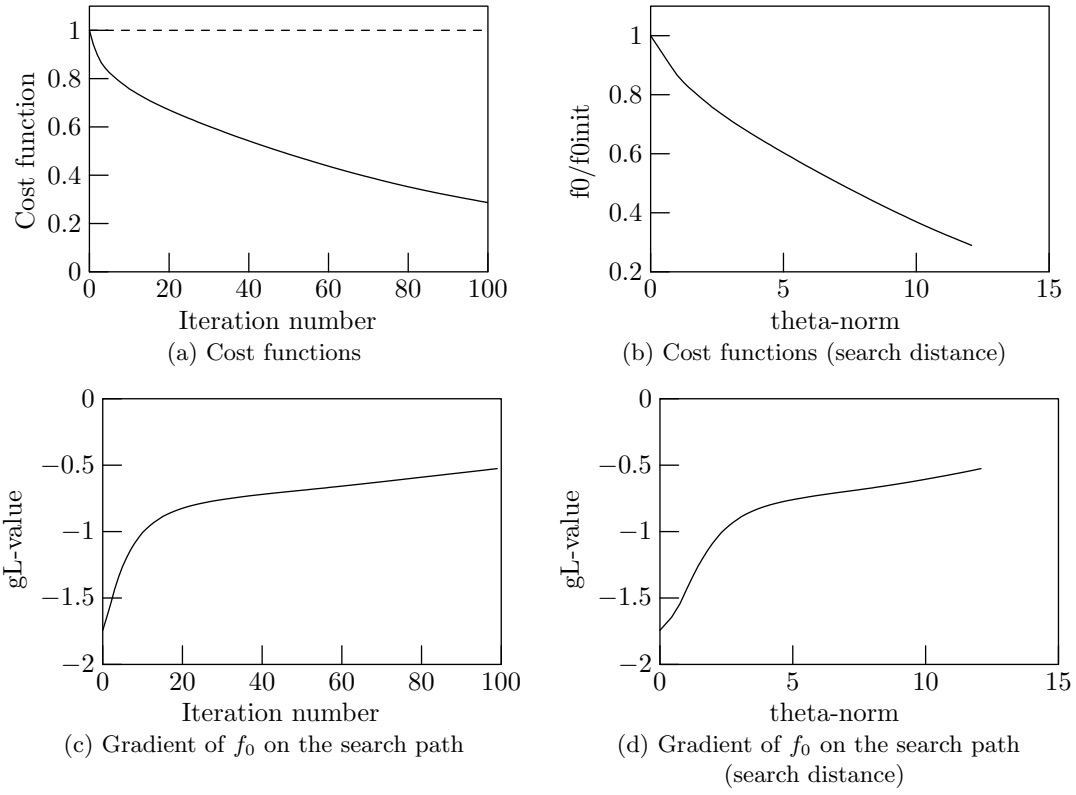 1
0.8
0.6
0.4
0.2
0
Cost function
0 20 40 60 80 100
Iteration number
(a) Cost functions
1
0.8
0.6
0.4
0.2
f0/f0init
0 5 10 15
theta-norm
(b) Cost functions (search distance)
0
−0.5
−1
−1.5
−2
gL-value
0 20 40 60 80 100
Iteration number
(c) Gradient of f0 on the search path
0
−0.5
−1
−1.5
−2
gL-value
0 5 10 15
theta-norm
(d) Gradient of f0 on the search path
(search distance)